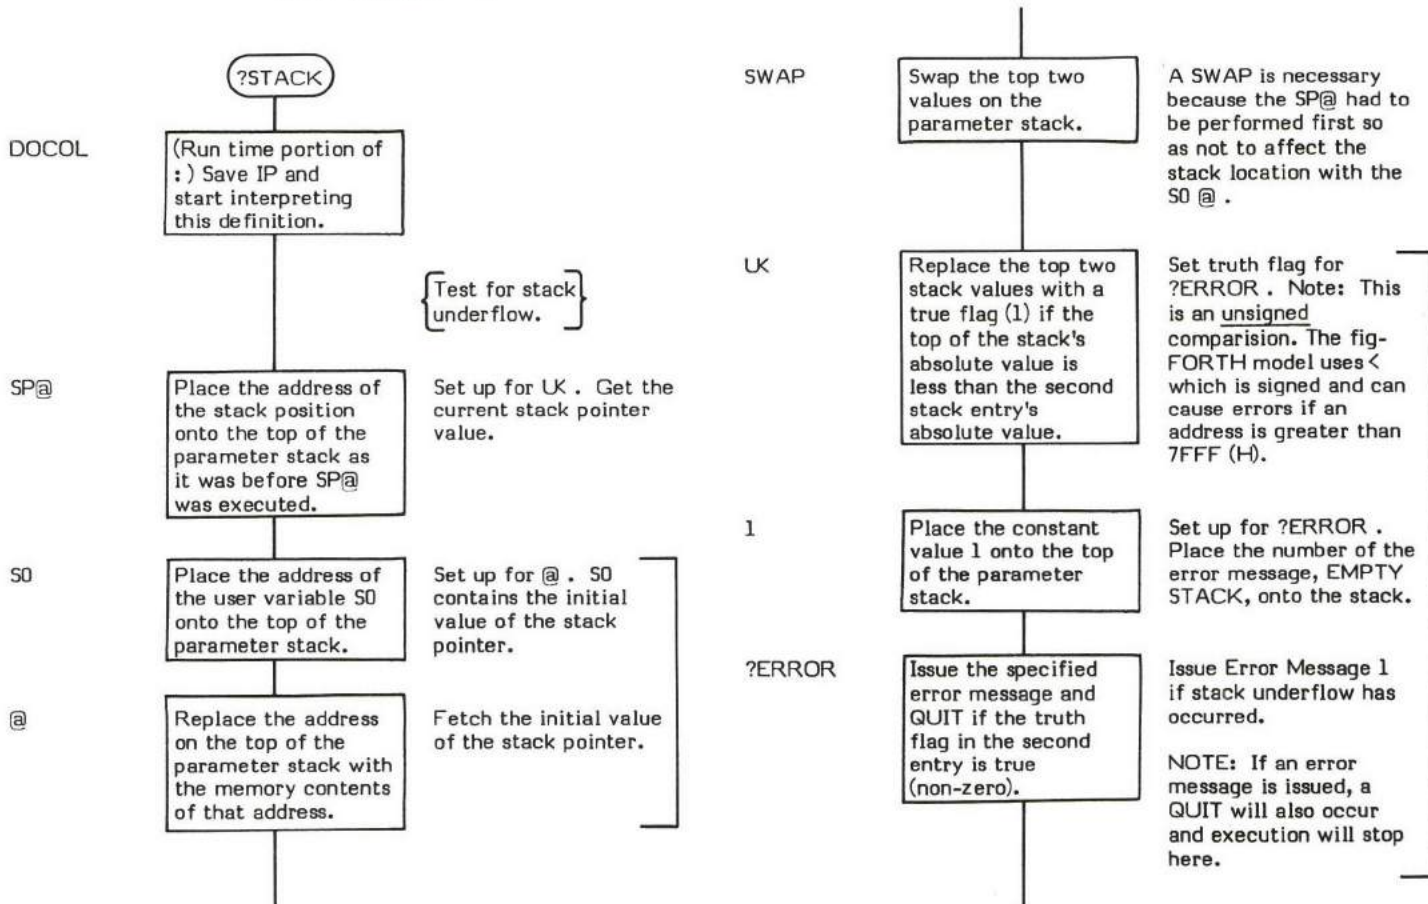 ?STACK
DOCOL
(Run time portion of
: ) Save IP and
start interpreting
this definition.
Test for stack
underflow.
SP@
Place the address of
the stack position
onto the top of the
parameter stack as
it was before SP@
was executed.
Set up for U< . Get the
current stack pointer
value.
S0
Place the address of
the user variable S0
onto the top of the
parameter stack.
Set up for @ . S0
contains the initial
value of the stack
pointer.
@
Replace the address
on the top of the
parameter stack with
the memory contents
of that address.
Fetch the initial value
of the stack pointer.
SWAP
Swap the top two
values on the
parameter stack.
A SWAP is necessary
because the SP@ had to
be performed first so
as not to affect the
stack location with the
S0 @ .
U<
Replace the top two
stack values with a
true flag (1) if the
top of the stack's
absolute value is
less than the second
stack entry's
absolute value.
Set truth flag for
?ERROR . Note: This
is an unsigned
comparision. The fig-
FORTH model uses <
which is signed and can
cause errors if an
address is greater than
7FFF (H).
1
Place the constant
value 1 onto the top
of the parameter
stack.
Set up for ?ERROR .
Place the number of the
error message, EMPTY
STACK, onto the stack.
?ERROR
Issue the specified
error message and
QUIT if the truth
flag in the second
entry is true
(non-zero).
Issue Error Message 1
if stack underflow has
occurred.
NOTE: If an error
message is issued, a
QUIT will also occur
and execution will stop
here.